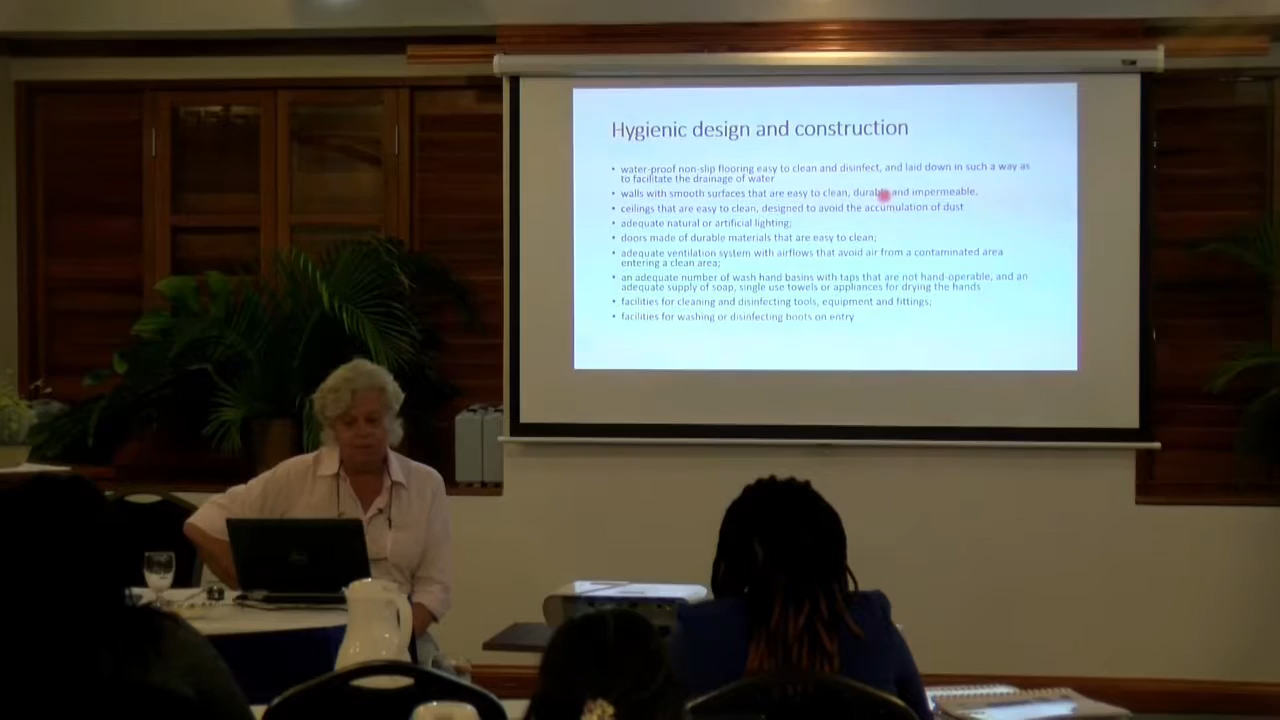 Hygienic design and construction
• water-proof non-slip flooring easy to clean and disinfect, and laid down in such a way as
to facilitate the drainage of water
• walls with smooth surfaces that are easy to clean, durable and impermeable,
• ceilings that are easy to clean, designed to avoid the accumulation of dust
• adequate natural or artificial lighting;
• doors made of durable materials that are easy to clean;
• adequate ventilation system with airflows that avoid air from a contaminated area
entering a clean area;
• an adequate number of wash hand basins with taps that are not hand-operable, and an
adequate supply of soap, single use towels or appliances for drying the hands
• facilities for cleaning and disinfecting tools, equipment and fittings;
• facilities for washing or disinfecting boots on entry